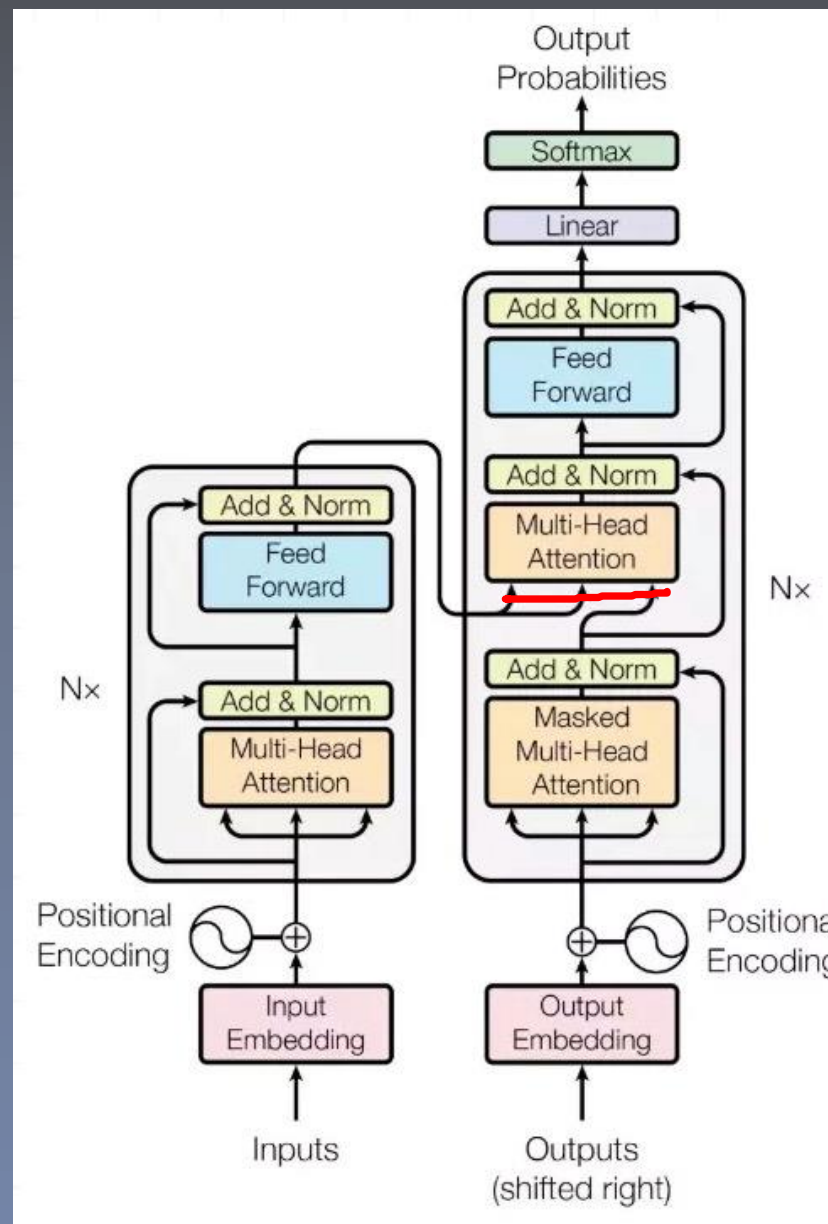 Output
Probabilities
Softmax
Linear
Add & Norm
Feed
Forward
Add & Norm
Multi-Head
Attention
Add & Norm
Masked
Multi-Head
Attention
Nx
Add & Norm
Feed
Forward
Add & Norm
Multi-Head
Attention
Nx
Positional
Encoding
Positiona
Encoding
Input
Embedding
Output
Embedding
Inputs
Outputs
(shifted right)